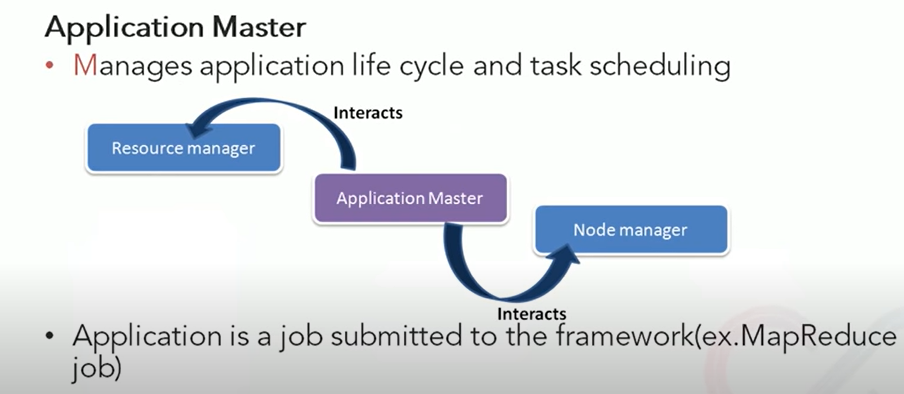 Application Master
• Manages application life cycle and task scheduling
Interacts
Resource manager
Application Master
Node manager
Interacts
• Application is a job submitted to the framework(ex.MapReduce
job)